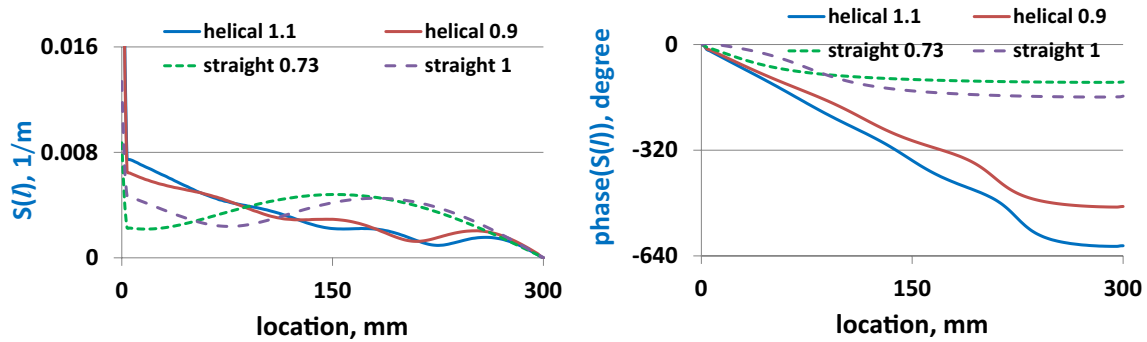 helical 1.1 helical 0.9
straight 0.73 straight 1
0.016
0.008
0
S(l), 1/m
0 150 300
location, mm
helical 1.1 helical 0.9
straight 0.73 straight 1
0
-320
-640
phase(S(l)), degree
0 150 300
location, mm